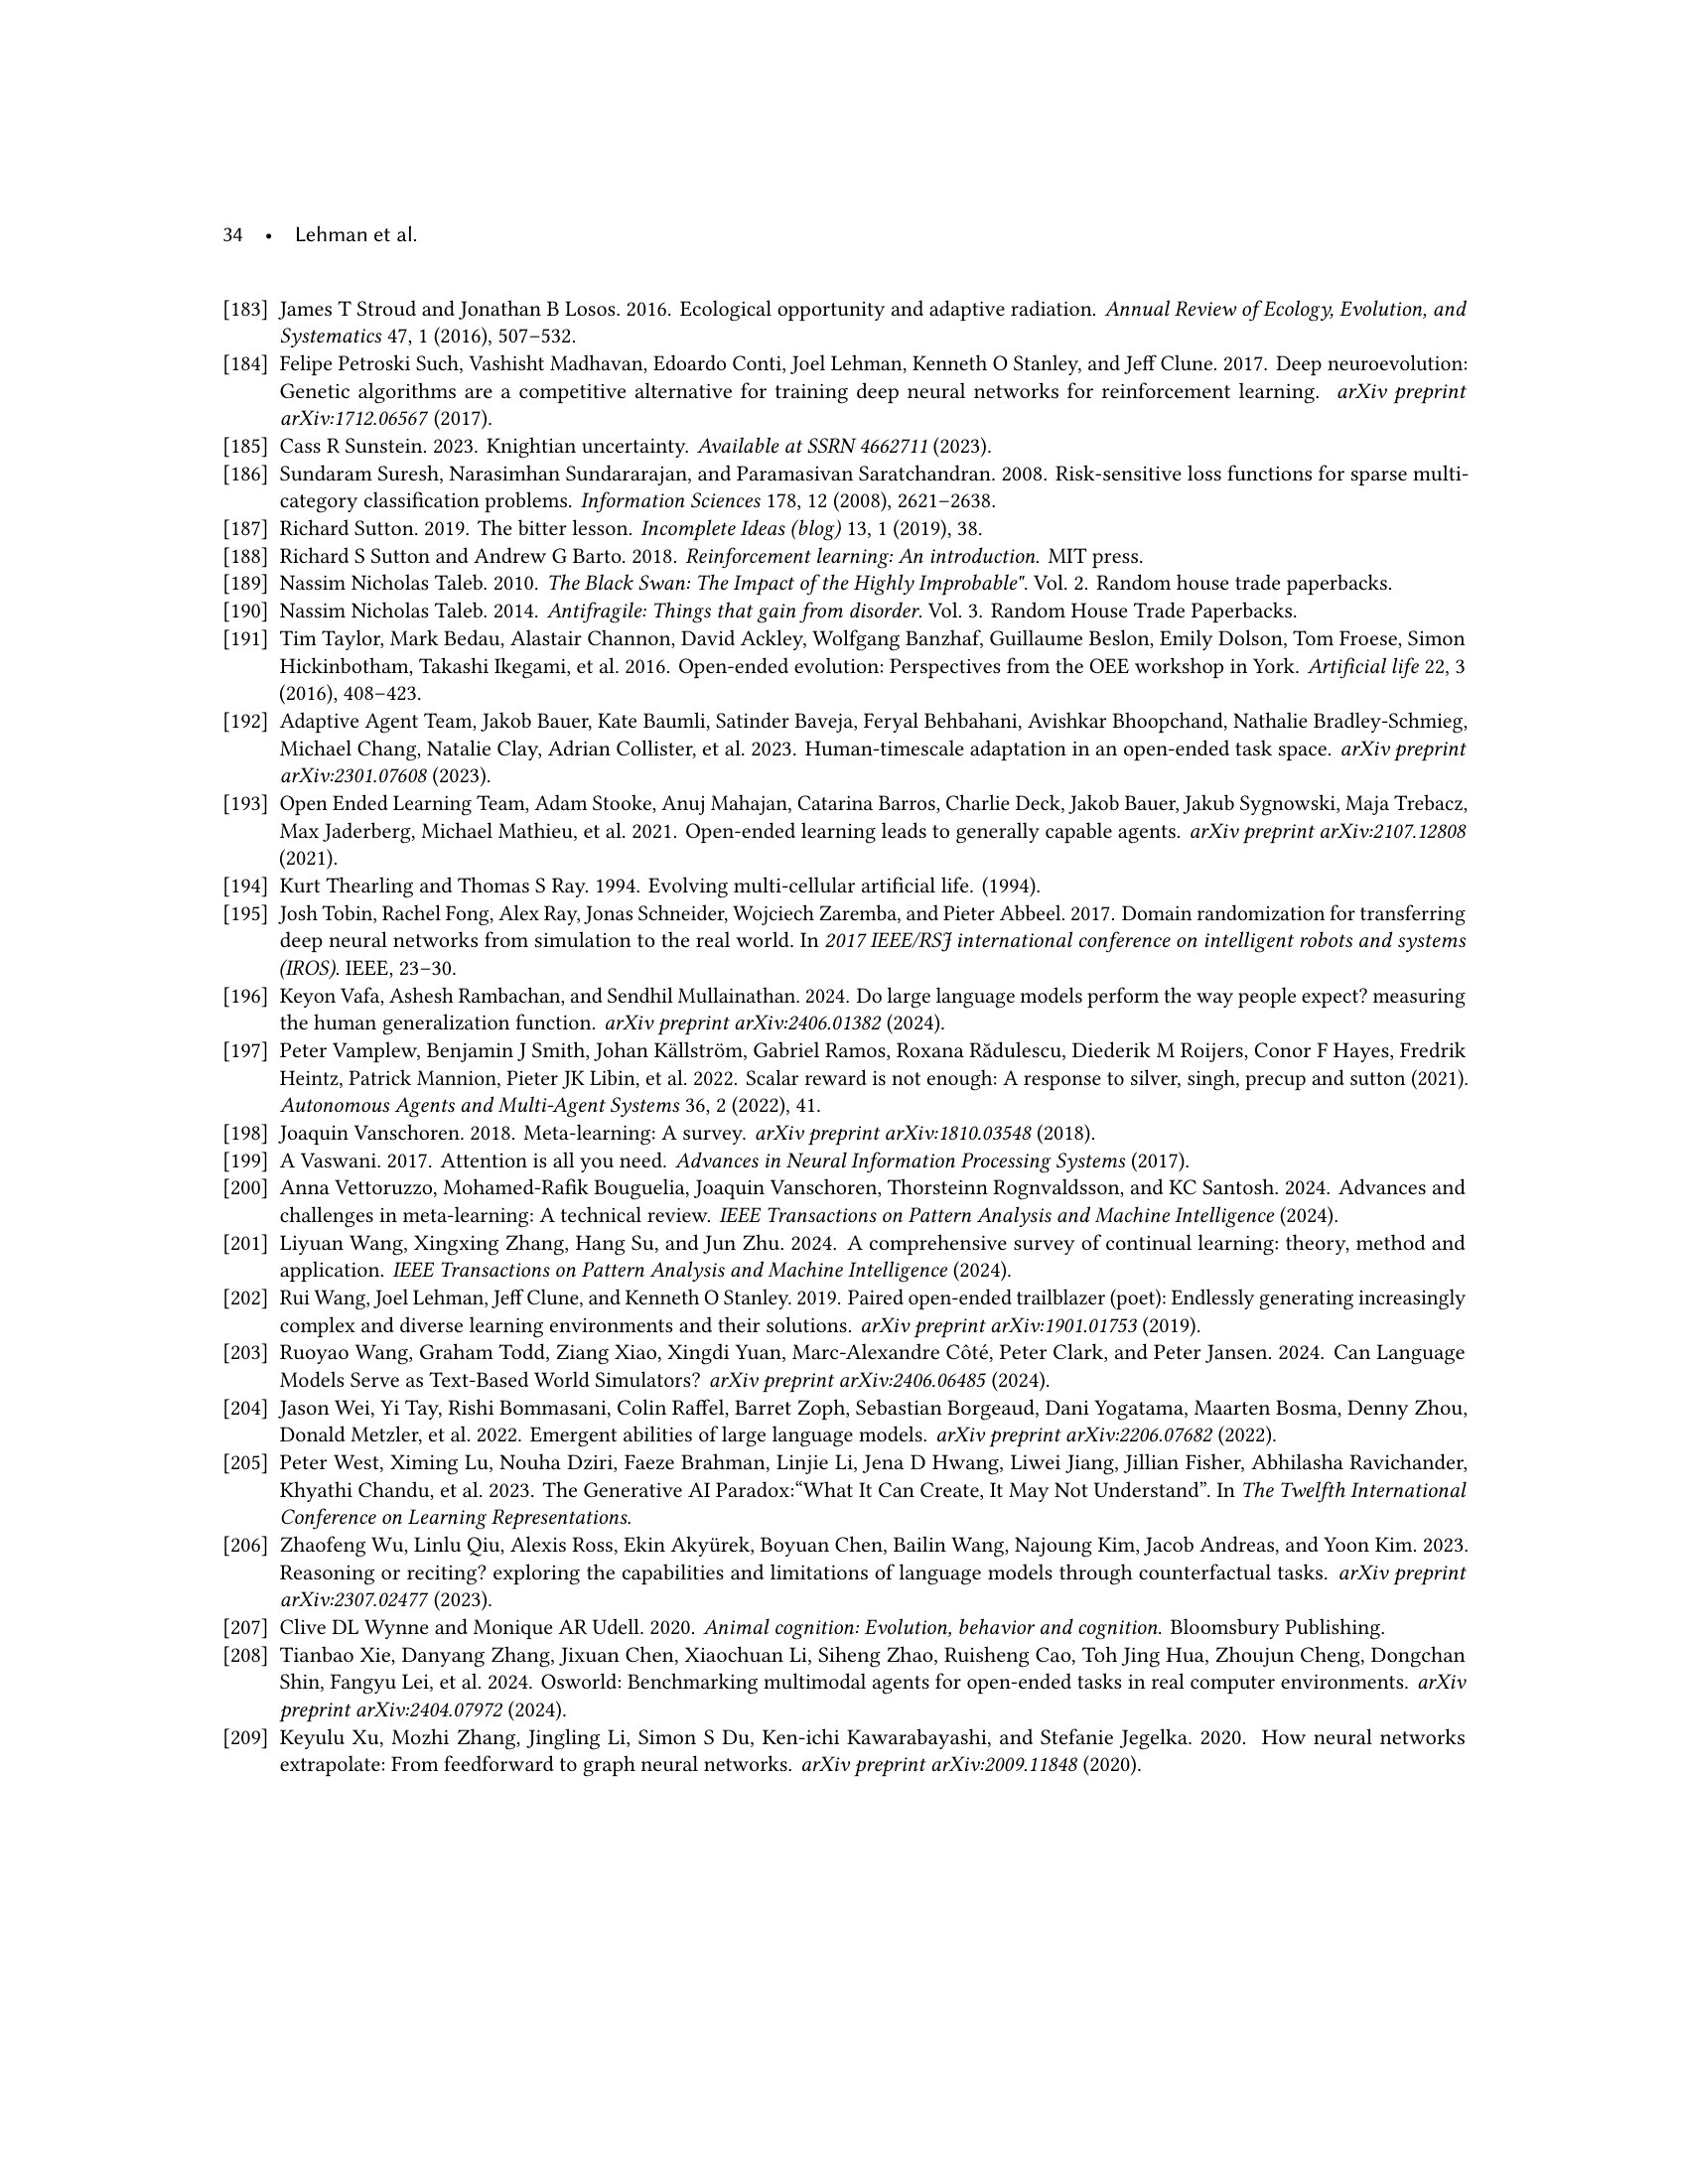 34 • Lehman et al.
[183] James T Stroud and Jonathan B Losos. 2016. Ecological opportunity and adaptive radiation. Annual Review of Ecology, Evolution, and
Systematics 47, 1 (2016), 507–532.
[184] Felipe Petroski Such, Vashisht Madhavan, Edoardo Conti, Joel Lehman, Kenneth O Stanley, and Jeff Clune. 2017. Deep neuroevolution:
Genetic algorithms are a competitive alternative for training deep neural networks for reinforcement learning. arXiv preprint
arXiv:1712.06567 (2017).
[185] Cass R Sunstein. 2023. Knightian uncertainty. Available at SSRN 4662711 (2023).
[186] Sundaram Suresh, Narasimhan Sundararajan, and Paramasivan Saratchandran. 2008. Risk-sensitive loss functions for sparse multi-
category classification problems. Information Sciences 178, 12 (2008), 2621–2638.
[187] Richard Sutton. 2019. The bitter lesson. Incomplete Ideas (blog) 13, 1 (2019), 38.
[188] Richard S Sutton and Andrew G Barto. 2018. Reinforcement learning: An introduction. MIT press.
[189] Nassim Nicholas Taleb. 2010. The Black Swan: The Impact of the Highly Improbable". Vol. 2. Random house trade paperbacks.
[190] Nassim Nicholas Taleb. 2014. Antifragile: Things that gain from disorder. Vol. 3. Random House Trade Paperbacks.
[191] Tim Taylor, Mark Bedau, Alastair Channon, David Ackley, Wolfgang Banzhaf, Guillaume Beslon, Emily Dolson, Tom Froese, Simon
Hickinbotham, Takashi Ikegami, et al. 2016. Open-ended evolution: Perspectives from the OEE workshop in York. Artificial life 22, 3
(2016), 408–423.
[192] Adaptive Agent Team, Jakob Bauer, Kate Baumli, Satinder Baveja, Feryal Behbahani, Avishkar Bhoopchand, Nathalie Bradley-Schmieg,
Michael Chang, Natalie Clay, Adrian Collister, et al. 2023. Human-timescale adaptation in an open-ended task space. arXiv preprint
arXiv:2301.07608 (2023).
[193] Open Ended Learning Team, Adam Stooke, Anuj Mahajan, Catarina Barros, Charlie Deck, Jakob Bauer, Jakub Sygnowski, Maja Trebacz,
Max Jaderberg, Michael Mathieu, et al. 2021. Open-ended learning leads to generally capable agents. arXiv preprint arXiv:2107.12808
(2021).
[194] Kurt Thearling and Thomas S Ray. 1994. Evolving multi-cellular artificial life. (1994).
[195] Josh Tobin, Rachel Fong, Alex Ray, Jonas Schneider, Wojciech Zaremba, and Pieter Abbeel. 2017. Domain randomization for transferring
deep neural networks from simulation to the real world. In 2017 IEEE/RSJ international conference on intelligent robots and systems
(IROS). IEEE, 23–30.
[196] Keyon Vafa, Ashesh Rambachan, and Sendhil Mullainathan. 2024. Do large language models perform the way people expect? measuring
the human generalization function. arXiv preprint arXiv:2406.01382 (2024).
[197] Peter Vamplew, Benjamin J Smith, Johan Källström, Gabriel Ramos, Roxana Rădulescu, Diederik M Roijers, Conor F Hayes, Fredrik
Heintz, Patrick Mannion, Pieter JK Libin, et al. 2022. Scalar reward is not enough: A response to silver, singh, precup and sutton (2021).
Autonomous Agents and Multi-Agent Systems 36, 2 (2022), 41.
[198] Joaquin Vanschoren. 2018. Meta-learning: A survey. arXiv preprint arXiv:1810.03548 (2018).
[199] A Vaswani. 2017. Attention is all you need. Advances in Neural Information Processing Systems (2017).
[200] Anna Vettoruzzo, Mohamed-Rafik Bouguelia, Joaquin Vanschoren, Thorsteinn Rognvaldsson, and KC Santosh. 2024. Advances and
challenges in meta-learning: A technical review. IEEE Transactions on Pattern Analysis and Machine Intelligence (2024).
[201] Liyuan Wang, Xingxing Zhang, Hang Su, and Jun Zhu. 2024. A comprehensive survey of continual learning: theory, method and
application. IEEE Transactions on Pattern Analysis and Machine Intelligence (2024).
[202] Rui Wang, Joel Lehman, Jeff Clune, and Kenneth O Stanley. 2019. Paired open-ended trailblazer (poet): Endlessly generating increasingly
complex and diverse learning environments and their solutions. arXiv preprint arXiv:1901.01753 (2019).
[203] Ruoyao Wang, Graham Todd, Ziang Xiao, Xingdi Yuan, Marc-Alexandre Côté, Peter Clark, and Peter Jansen. 2024. Can Language
Models Serve as Text-Based World Simulators? arXiv preprint arXiv:2406.06485 (2024).
[204] Jason Wei, Yi Tay, Rishi Bommasani, Colin Raffel, Barret Zoph, Sebastian Borgeaud, Dani Yogatama, Maarten Bosma, Denny Zhou,
Donald Metzler, et al. 2022. Emergent abilities of large language models. arXiv preprint arXiv:2206.07682 (2022).
[205] Peter West, Ximing Lu, Nouha Dziri, Faeze Brahman, Linjie Li, Jena D Hwang, Liwei Jiang, Jillian Fisher, Abhilasha Ravichander,
Khyathi Chandu, et al. 2023. The Generative AI Paradox:“What It Can Create, It May Not Understand”. In The Twelfth International
Conference on Learning Representations.
[206] Zhaofeng Wu, Linlu Qiu, Alexis Ross, Ekin Akyürek, Boyuan Chen, Bailin Wang, Najoung Kim, Jacob Andreas, and Yoon Kim. 2023.
Reasoning or reciting? exploring the capabilities and limitations of language models through counterfactual tasks. arXiv preprint
arXiv:2307.02477 (2023).
[207] Clive DL Wynne and Monique AR Udell. 2020. Animal cognition: Evolution, behavior and cognition. Bloomsbury Publishing.
[208] Tianbao Xie, Danyang Zhang, Jixuan Chen, Xiaochuan Li, Siheng Zhao, Ruisheng Cao, Toh Jing Hua, Zhoujun Cheng, Dongchan
Shin, Fangyu Lei, et al. 2024. Osworld: Benchmarking multimodal agents for open-ended tasks in real computer environments. arXiv
preprint arXiv:2404.07972 (2024).
[209] Keyulu Xu, Mozhi Zhang, Jingling Li, Simon S Du, Ken-ichi Kawarabayashi, and Stefanie Jegelka. 2020. How neural networks
extrapolate: From feedforward to graph neural networks. arXiv preprint arXiv:2009.11848 (2020).